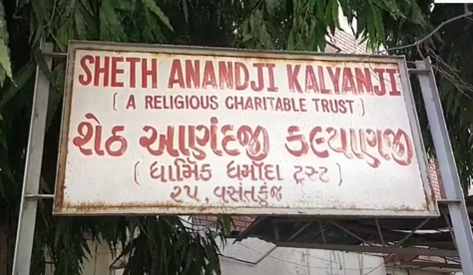 SHETH ANANDJI KALYANJI
( A RELIGIOUS CHARITABLE TRUST )
શેઠ આણંદજી કલ્યાણજી
( ધાર્મિક ધર્માદા ટ્રસ્ટ )
૨૫, વસંતકુંજ